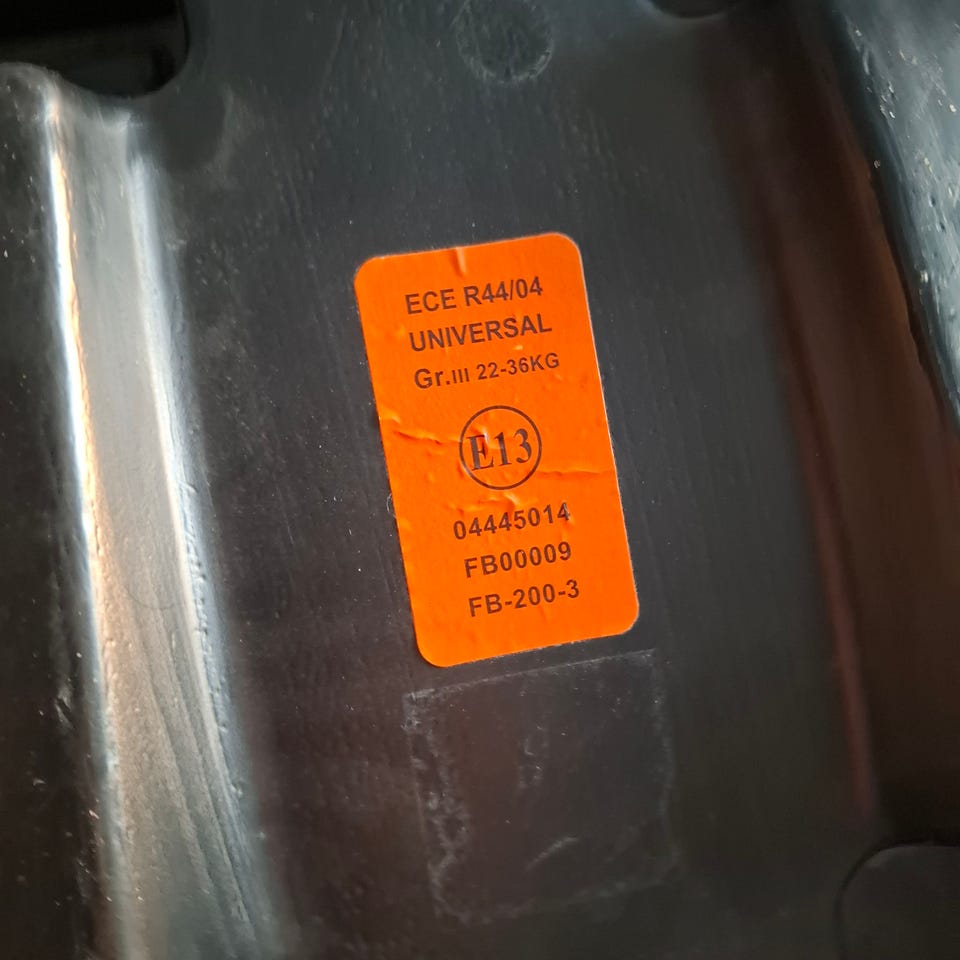 ECE R44/04
UNIVERSAL
Gr.III 22-36KG
E13
04445014
FB00009
FB-200-3